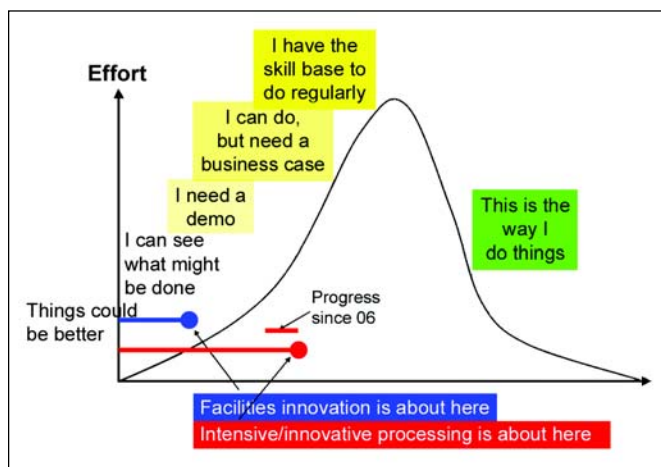 I have the
skill base to
do regularly
Effort
I can do,
but need a
business case
I need a
demo
This is the
way I
do things
I can see
what might
be done
Things could
be better
Progress
since 06
Facilities innovation is about here
Intensive/innovative processing is about here